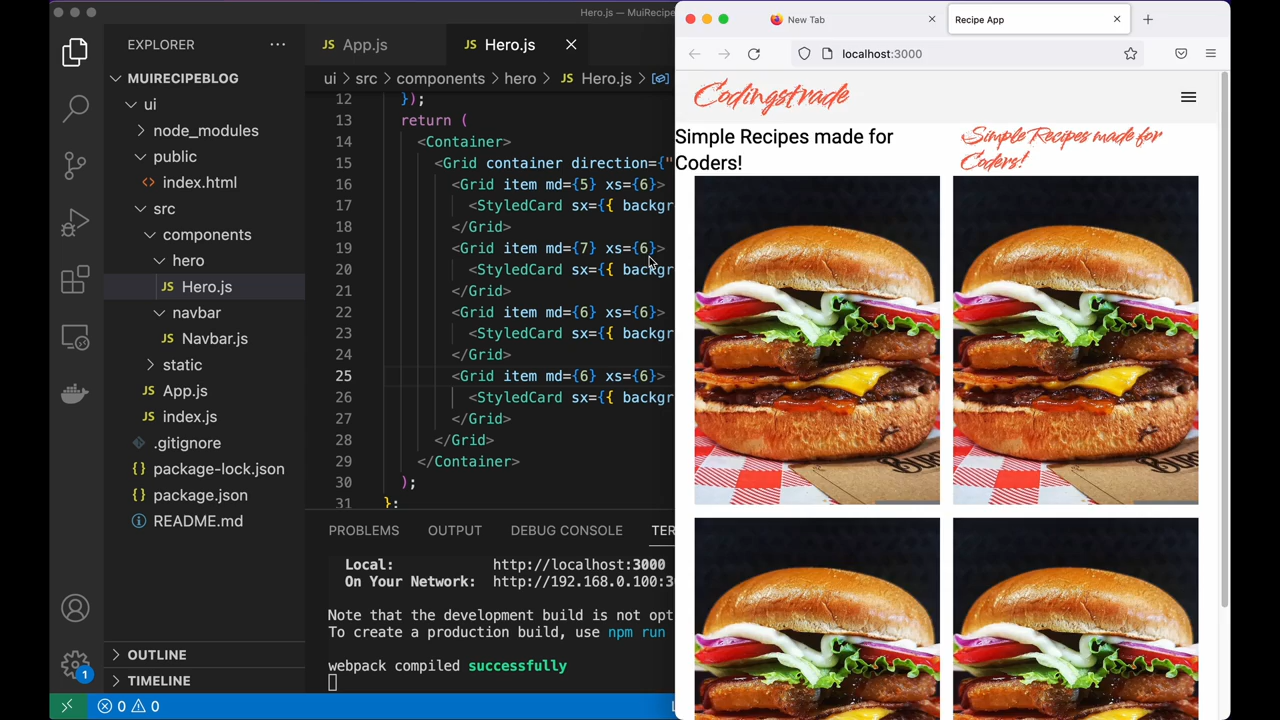 Hero.js — MuiRecipe
EXPLORER
MUIRECIPEBLOG
ui
node_modules
public
index.html
src
components
hero
JS Hero.js
navbar
JS Navbar.js
static
JS App.js
JS index.js
.gitignore
{} package-lock.json
{} package.json
README.md
OUTLINE
TIMELINE
1
0 0
JS App.js
JS Hero.js
ui > src > components > hero > JS Hero.js >
12 });
13 return (
14 <Container>
15 <Grid container direction={"
16 <Grid item md={5} xs={6}>
17 <StyledCard sx={{ backgr
18 </Grid>
19 <Grid item md={7} xs={6}>
20 <StyledCard sx={{ backgr
21 </Grid>
22 <Grid item md={6} xs={6}>
23 <StyledCard sx={{ backgr
24 </Grid>
25 <Grid item md={6} xs={6}>
26 <StyledCard sx={{ backgr
27 </Grid>
28 </Grid>
29 </Container>
30 );
31 };
PROBLEMS OUTPUT DEBUG CONSOLE TER
Local: http://localhost:3000
On Your Network: http://192.168.0.100:3
Note that the development build is not opt
To create a production build, use npm run
webpack compiled successfully
New Tab
Recipe App
localhost:3000
Codingstrade
Simple Recipes made for
Coders!
Simple Recipes made for
Coders!